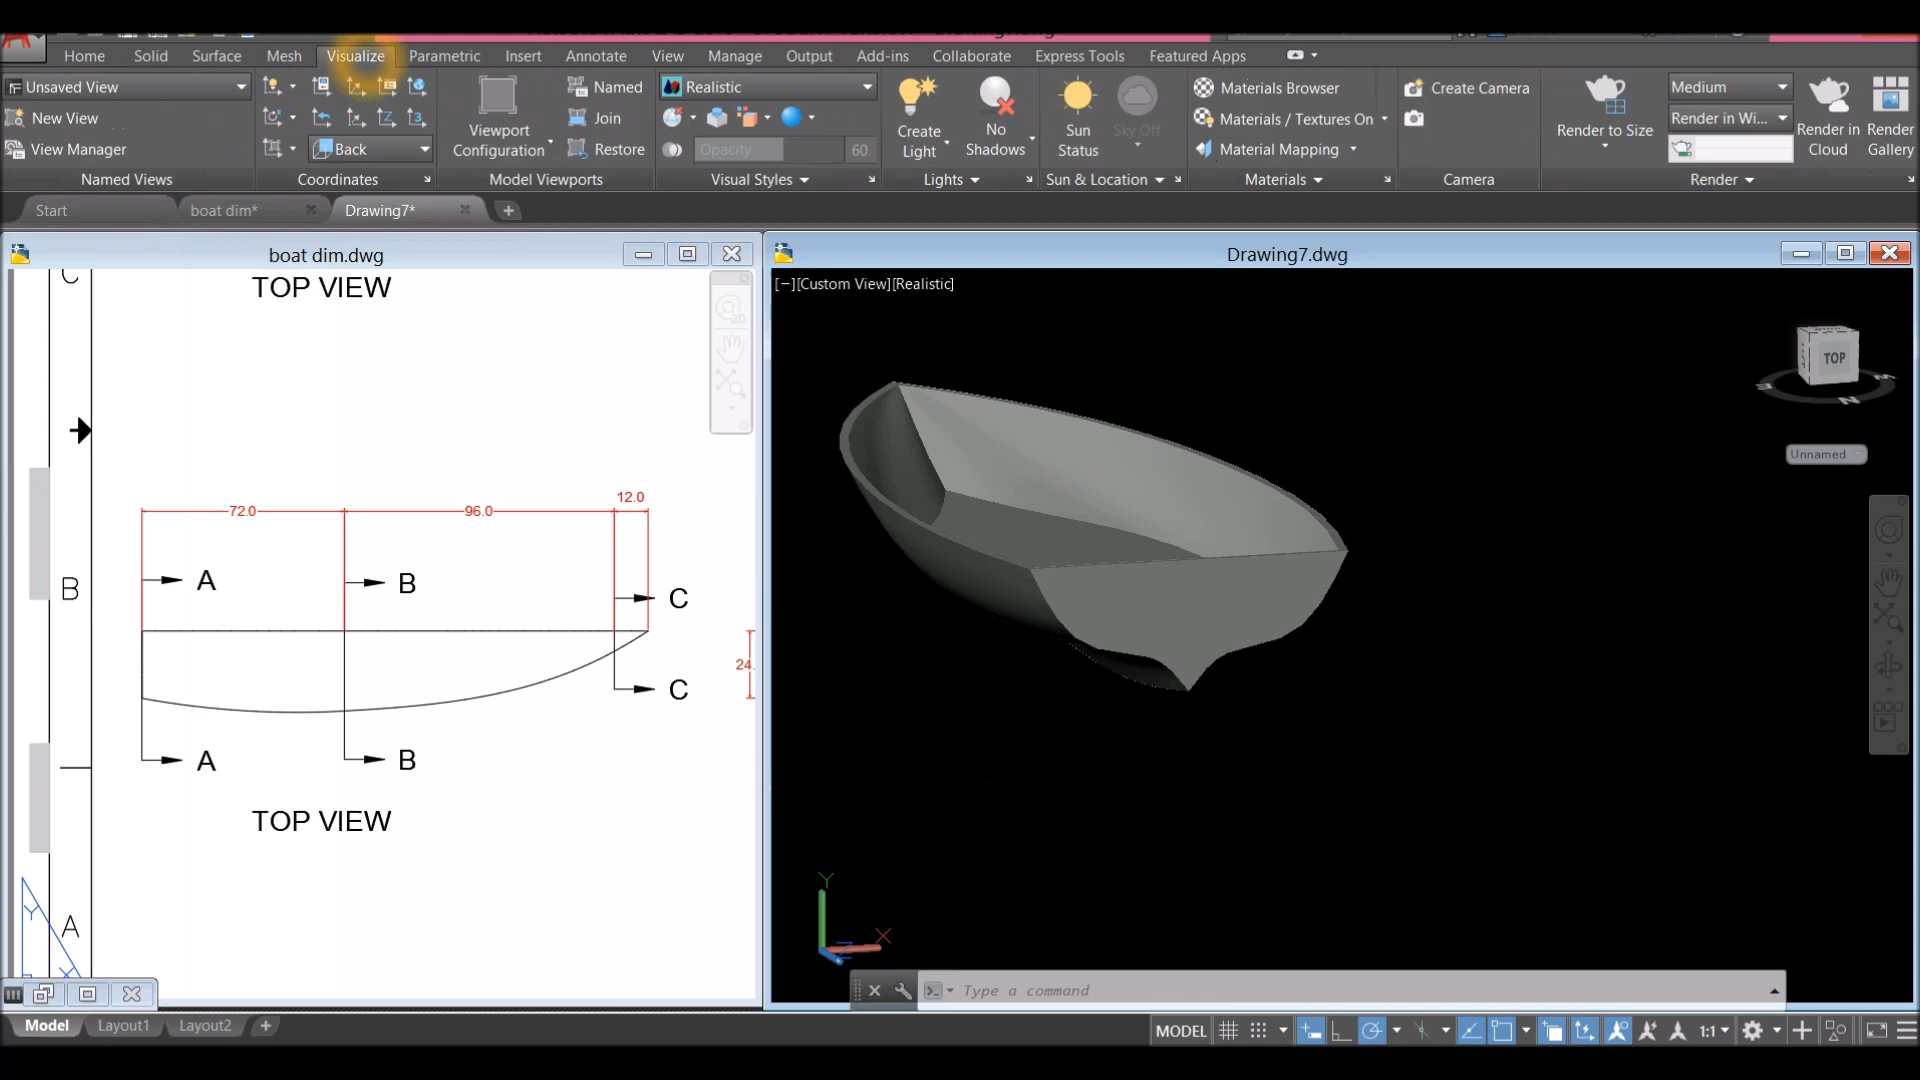 Home Solid Surface Mesh Visualize Parametric Insert Annotate View Manage Output Add-ins Collaborate Express Tools Featured Apps
Unsaved View
New View
View Manager
Named Views
Back
Coordinates
Viewport
Configuration
Named
Join
Restore
Model Viewports
Realistic
Opacity 60
Visual Styles
Create
Light
No
Shadows
Lights
Sun
Status
Sky Off
Sun & Location
Materials Browser
Materials / Textures On
Material Mapping
Materials
Create Camera
Camera
Render to Size
Medium
Render in Wi...
Render in
Cloud
Render
Gallery
Render
Start boat dim* Drawing7*
boat dim.dwg
C
TOP VIEW
12.0
72.0 96.0
A B
C
B
24.
C
A B
TOP VIEW
Y
A
X
Drawing7.dwg
[−][Custom View][Realistic]
TOP
N
Unnamed
Y
X
Z
Type a command
Model Layout1 Layout2
MODEL 1:1